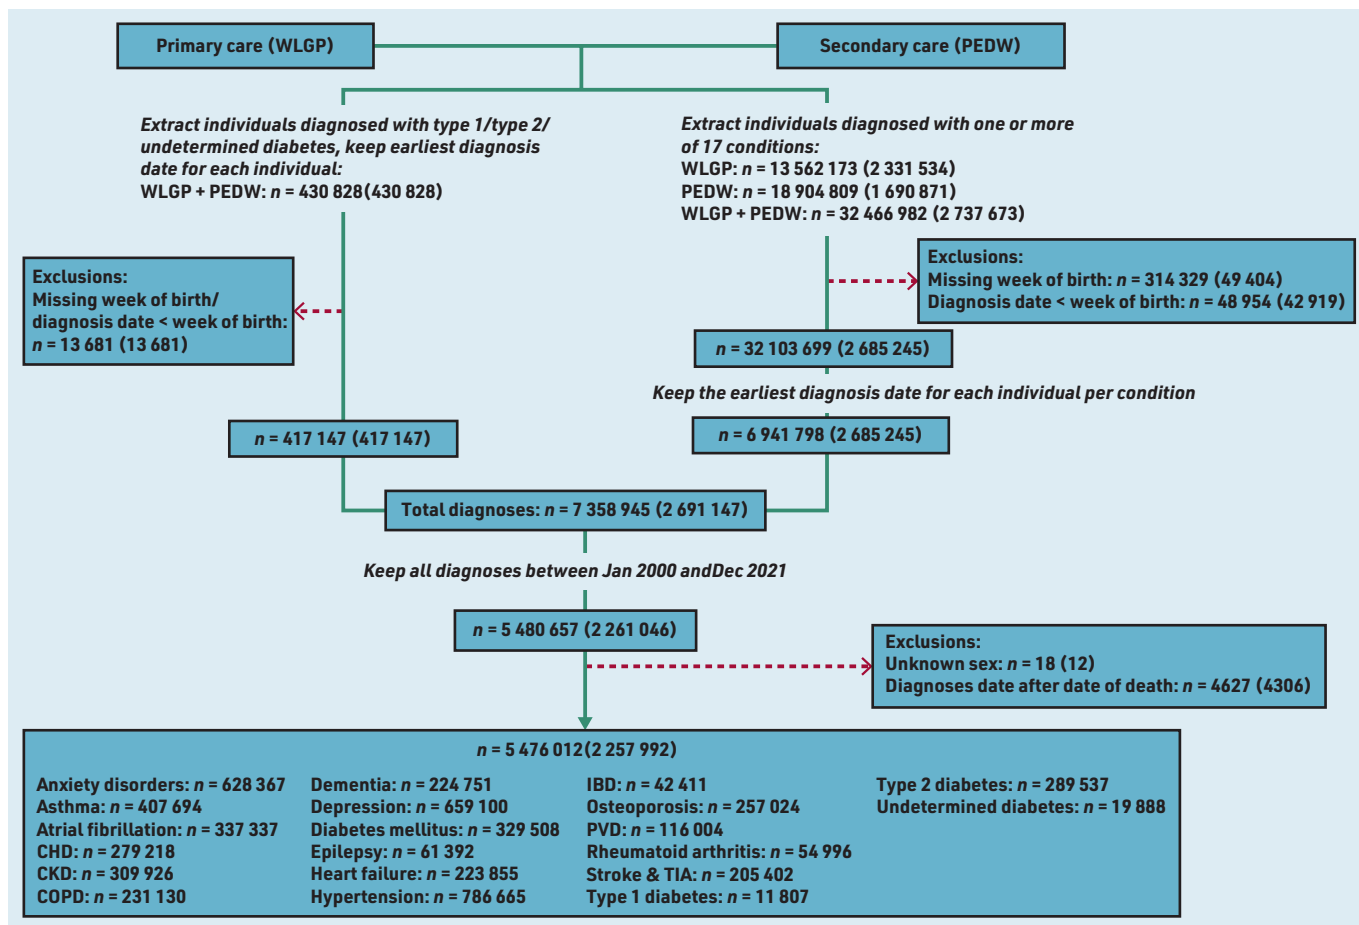 Primary care (WLGP)
Secondary care (PEDW)
Extract individuals diagnosed with type 1/type 2/
undetermined diabetes, keep earliest diagnosis
date for each individual:
WLGP + PEDW: n = 430 828(430 828)
Extract individuals diagnosed with one or more
of 17 conditions:
WLGP: n = 13 562 173 (2 331 534)
PEDW: n = 18 904 809 (1 690 871)
WLGP + PEDW: n = 32 466 982 (2 737 673)
Exclusions:
Missing week of birth/
diagnosis date < week of birth:
n = 13 681 (13 681)
Exclusions:
Missing week of birth: n = 314 329 (49 404)
Diagnosis date < week of birth: n = 48 954 (42 919)
n = 32 103 699 (2 685 245)
Keep the earliest diagnosis date for each individual per condition
n = 417 147 (417 147)
n = 6 941 798 (2 685 245)
Total diagnoses: n = 7 358 945 (2 691 147)
Keep all diagnoses between Jan 2000 andDec 2021
n = 5 480 657 (2 261 046)
Exclusions:
Unknown sex: n = 18 (12)
Diagnoses date after date of death: n = 4627 (4306)
n = 5 476 012(2 257 992)
Anxiety disorders: n = 628 367
Asthma: n = 407 694
Atrial fibrillation: n = 337 337
CHD: n = 279 218
CKD: n = 309 926
COPD: n = 231 130
Dementia: n = 224 751
Depression: n = 659 100
Diabetes mellitus: n = 329 508
Epilepsy: n = 61 392
Heart failure: n = 223 855
Hypertension: n = 786 665
IBD: n = 42 411
Osteoporosis: n = 257 024
PVD: n = 116 004
Rheumatoid arthritis: n = 54 996
Stroke & TIA: n = 205 402
Type 1 diabetes: n = 11 807
Type 2 diabetes: n = 289 537
Undetermined diabetes: n = 19 888